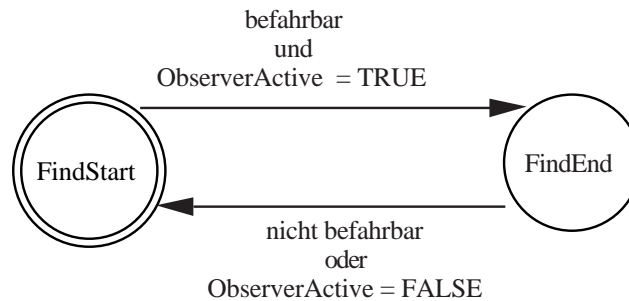 befahrbar
und
ObserverActive = TRUE
FindStart
FindEnd
nicht befahrbar
oder
ObserverActive = FALSE